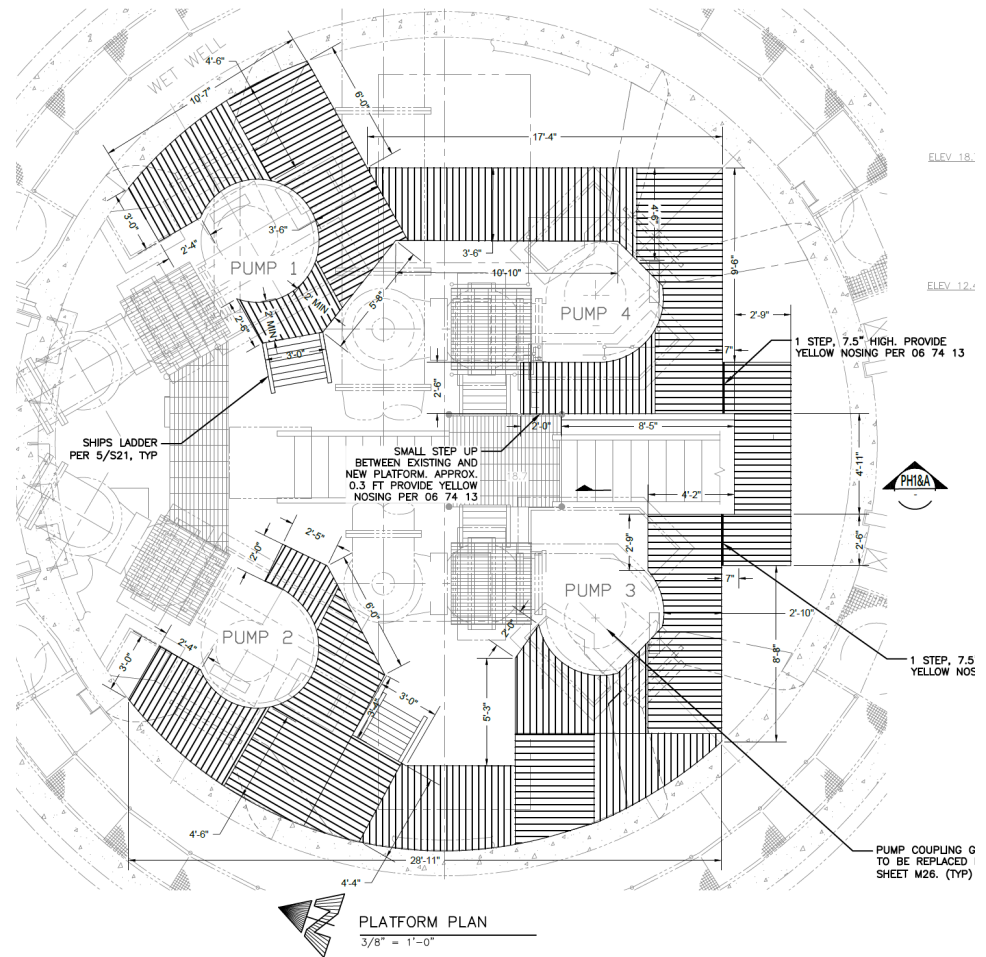 WET WELL
4'-6"
10'-7"
6'-0"
17'-4"
ELEV 18.
3'-0"
2'-4"
3'-6"
4'-6"
3'-6"
9'-6"
PUMP 1
10'-10"
ELEV 12.4
5'-8"
2' MIN
2' MIN
PUMP 4
2'-9"
2'-6"
3'-0"
7"
1 STEP, 7.5" HIGH. PROVIDE
YELLOW NOSING PER 06 74 13
2'-6"
2'-0"
8'-5"
SHIPS LADDER
PER 5/S21, TYP
SMALL STEP UP
BETWEEN EXISTING AND
NEW PLATFORM. APPROX.
0.3 FT PROVIDE YELLOW
NOSING PER 06 74 13
4'-11"
4'-2"
PH1&A
-
2'-5"
2'-0"
2'-9"
2'-6"
7"
PUMP 3
6'-0"
2'-10"
PUMP 2
2'-4"
2'-0"
3'-0"
8'-8"
1 STEP, 7.5
YELLOW NOS
3'-0"
3'-4"
5'-3"
4'-6"
28'-11"
4'-4"
PUMP COUPLING G
TO BE REPLACED
SHEET M26. (TYP)
PLATFORM PLAN
3/8" = 1'-0"